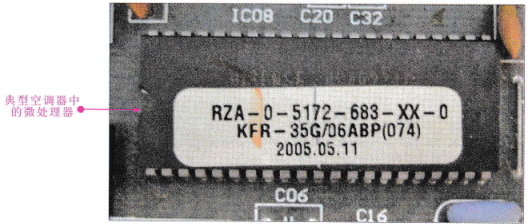 IC08 C20 C32
典型空调器中
的微处理器
RZA-0-5172-683-XX-0
KFR-35G/06ABP(074)
2005.05.11
C06
C16